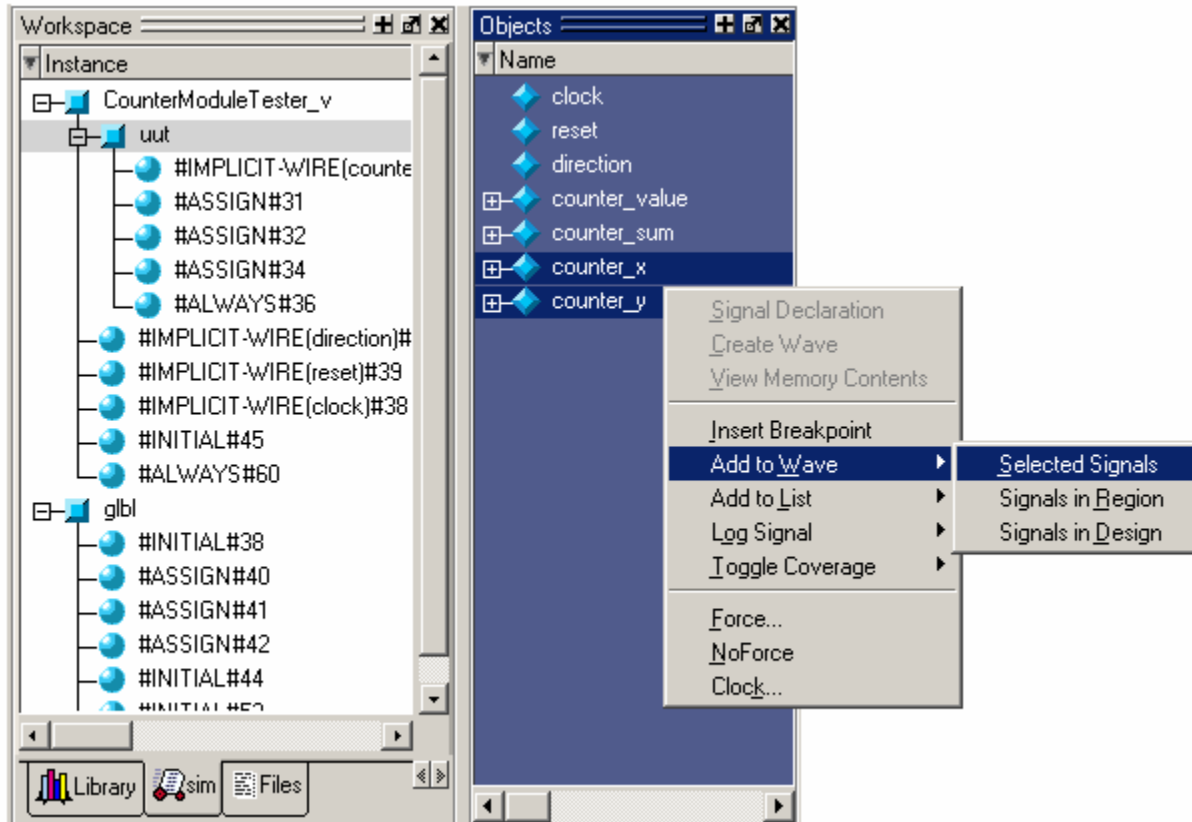 Workspace
Instance
CounterModuleTester_v
uut
#IMPLICIT-WIRE(counte
#ASSIGN#31
#ASSIGN#32
#ASSIGN#34
#ALWAYS#36
#IMPLICIT-WIRE(direction)#
#IMPLICIT-WIRE(reset)#39
#IMPLICIT-WIRE(clock)#38
#INITIAL#45
#ALWAYS#60
glbl
#INITIAL#38
#ASSIGN#40
#ASSIGN#41
#ASSIGN#42
#INITIAL#44
Library
sim
Files
Objects
Name
clock
reset
direction
counter_value
counter_sum
counter_x
counter_y
Signal Declaration
Create Wave
View Memory Contents
Insert Breakpoint
Add to Wave
Add to List
Log Signal
Toggle Coverage
Force...
NoForce
Clock...
Selected Signals
Signals in Region
Signals in Design